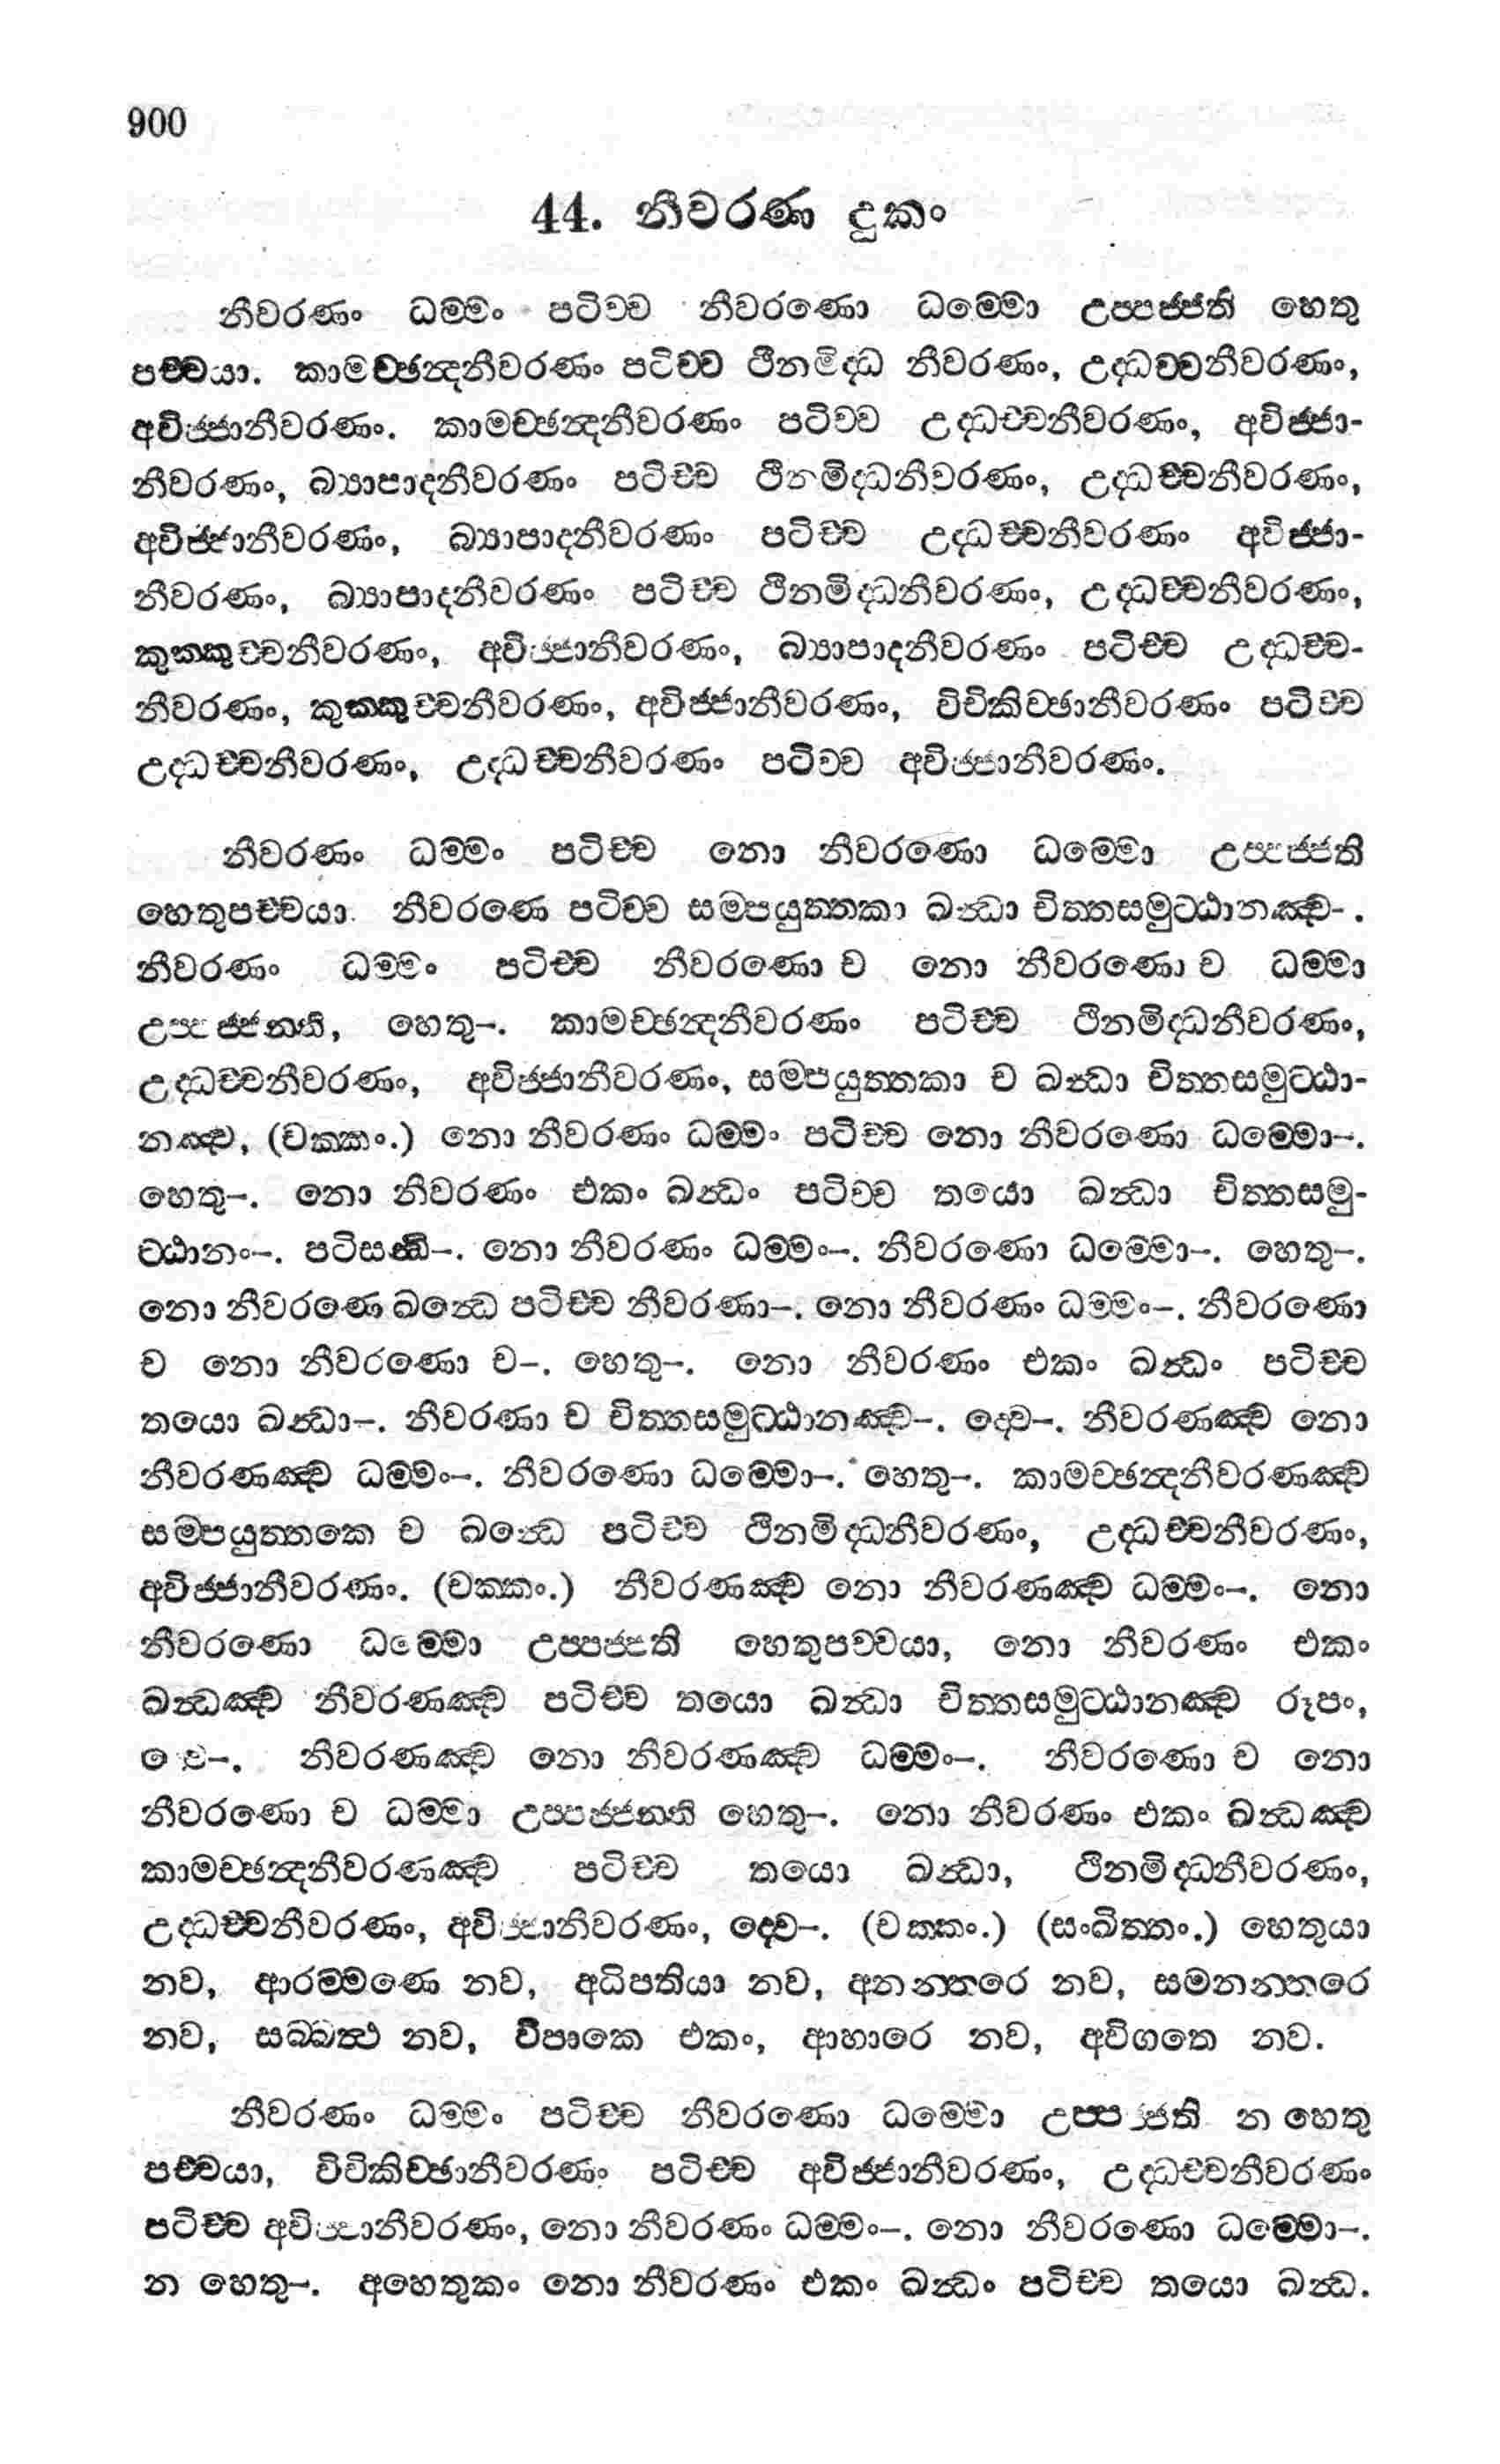 900
44. නීවරණ දුකං
නීවරණං ධම්මං පටිච්ච නීවරණො ධම්මො උප්පජ්ජති හෙතු
පච්චයා. කාමච්ඡන්දනීවරණං පටිච්ච ථීනමිද්ධ නීවරණං, උද්ධච්චනීවරණං,
අවිජ්ජානීවරණං. කාමච්ඡන්දනීවරණං පටිච්ච උද්ධච්චනීවරණං, අවිජ්ජා-
නීවරණං, බ්‍යාපාදනීවරණං පටිච්ච ථීනමිද්ධනීවරණං, උද්ධච්චනීවරණං,
අවිජ්ජානීවරණං, බ්‍යාපාදනීවරණං පටිච්ච උද්ධච්චනීවරණං අවිජ්ජා-
නීවරණං, බ්‍යාපාදනීවරණං පටිච්ච ථීනමිද්ධනීවරණං, උද්ධච්චනීවරණං,
කුක්කුච්චනීවරණං, අවිජ්ජානීවරණං, බ්‍යාපාදනීවරණං පටිච්ච උද්ධච්ච-
නීවරණං, කුක්කුච්චනීවරණං, අවිජ්ජානීවරණං, විචිකිච්ඡානීවරණං පටිච්ච
උද්ධච්චනීවරණං, උද්ධච්චනීවරණං පටිච්ච අවිජ්ජානීවරණං.
නීවරණං ධම්මං පටිච්ච නො නීවරණො ධම්මො උප්පජ්ජති
හෙතුපච්චයා. නීවරණෙ පටිච්ච සම්පයුත්තකා ඛන්ධා චිත්තසමුට්ඨානඤ්ච-.
නීවරණං ධම්මං පටිච්ච නීවරණො ච නො නීවරණො ච ධම්මා
උප්පජ්ජන්ති, හෙතු-. කාමච්ඡන්දනීවරණං පටිච්ච ථිනමිද්ධනීවරණං,
උද්ධච්චනීවරණං, අවිජ්ජානීවරණං, සම්පයුත්තකා ච ඛන්ධා චිත්තසමුට්ඨා-
නඤ්ච, (චක්කං.) නො නීවරණං ධම්මං පටිච්ච නො නීවරණො ධම්මො-.
හෙතු-. නො නිවරණං එකං ඛන්ධං පටිච්ච තයො ඛන්ධා චිත්තසමු-
ට්ඨානං-. පටිසන්ධි-. නො නීවරණං ධම්මං-. නීවරණො ධම්මො-. හෙතු-.
නො නීවරණෙ ඛන්ධෙ පටිච්ච නීවරණා-. නො නීවරණං ධම්මං-. නීවරණො
ච නො නීවරණො ච-. හෙතු-. නො නීවරණං එකං ඛන්ධං පටිච්ච
තයො ඛන්ධා-. නීවරණා ච චිත්තසමුට්ඨානඤ්ච-. ද්වෙ-. නීවරණඤ්ච නො
නීවරණඤ්ච ධම්මං-. නීවරණො ධම්මො-. හෙතු-. කාමච්ඡන්දනීවරණඤ්ච
සම්පයුත්තකෙ ච ඛන්ධෙ පටිච්ච ථිනමිද්ධනීවරණං, උද්ධච්චනීවරණං,
අවිජ්ජානීවරණං. (චක්කං.) නීවරණඤ්ච නො නීවරණඤ්ච ධම්මං-. නො
නීවරණො ධම්මො උප්පජ්ජති හෙකුපච්චයා, නො නීවරණං එකං
ඛන්ධඤ්ච නීවරණඤ්ච පටිච්ච තයො ඛන්ධා චිත්තසමුට්ඨානඤ්ච රූපං,
ද්වෙ-. නීවරණඤ්ච නො නීවරණඤ්ච ධම්මං-. නීවරණො ච නො
නීවරණො ච ධම්මා උප්පජ්ජන්ති හෙතු-. නො නීවරණං එකං ඛන්ධඤ්ච
කාමච්ඡන්දනීවරණඤ්ච පටිච්ච තයො ඛන්ධා, ථිනමිද්ධනීවරණං,
උද්ධච්චනීවරණං, අවිජ්ජානීවරණං, ද්වෙ-. (චක්කං.) (සංඛිත්තං.) හෙතුයා
නව, ආරම්මණෙ නව, අධිපතියා නව, අනන්තරෙ නව, සමනන්තරෙ
නව, සබ්බත්ථ නව, විපාකෙ එකං, ආහාරෙ නව, අවිගතෙ නව.
නීවරණං ධම්මං පටිච්ච නීවරණො ධම්මො උප්පජ්ජති න හෙතු
පච්චයා, විචිකිච්ඡානීවරණං පටිච්ච අවිජ්ජානීවරණං, උද්ධච්චනීවරණං
පටිච්ච අවිජ්ජානීවරණං, නො නීවරණං ධම්මං-. නො නීවරණො ධම්මො-.
න හෙතු-. අහෙතුකං නො නීවරණං එකං ඛන්ධං පටිච්ච තයො ඛන්ධ.